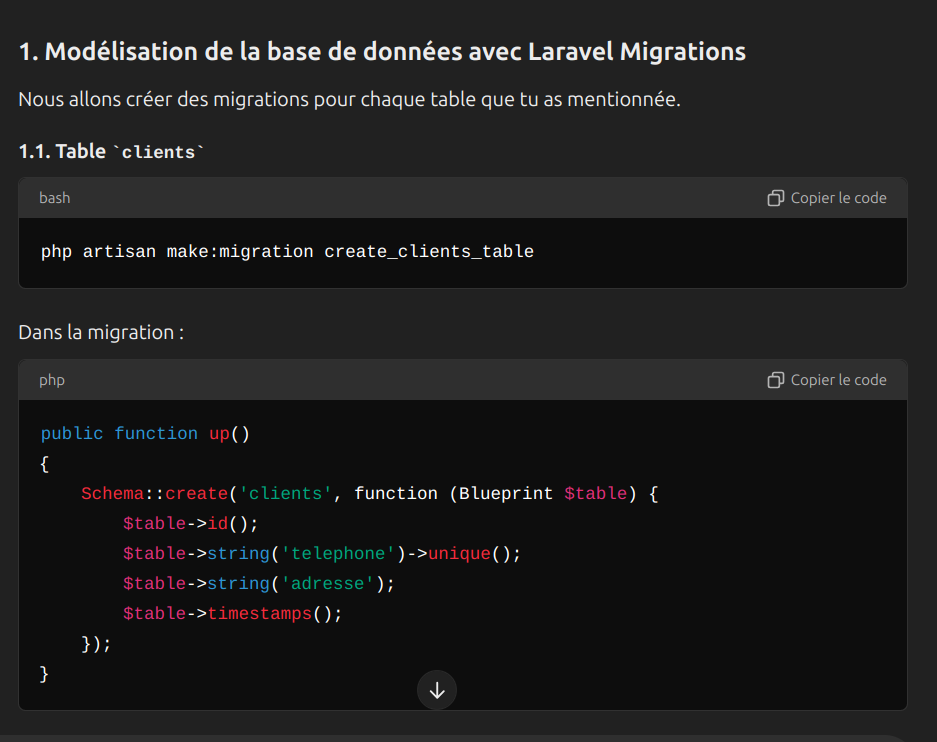 1. Modélisation de la base de données avec Laravel Migrations
Nous allons créer des migrations pour chaque table que tu as mentionnée.
1.1. Table `clients`
bash
Copier le code
php artisan make:migration create_clients_table
Dans la migration :
php
Copier le code
public function up()
{
    Schema::create('clients', function (Blueprint $table) {
        $table->id();
        $table->string('telephone')->unique();
        $table->string('adresse');
        $table->timestamps();
    });
}